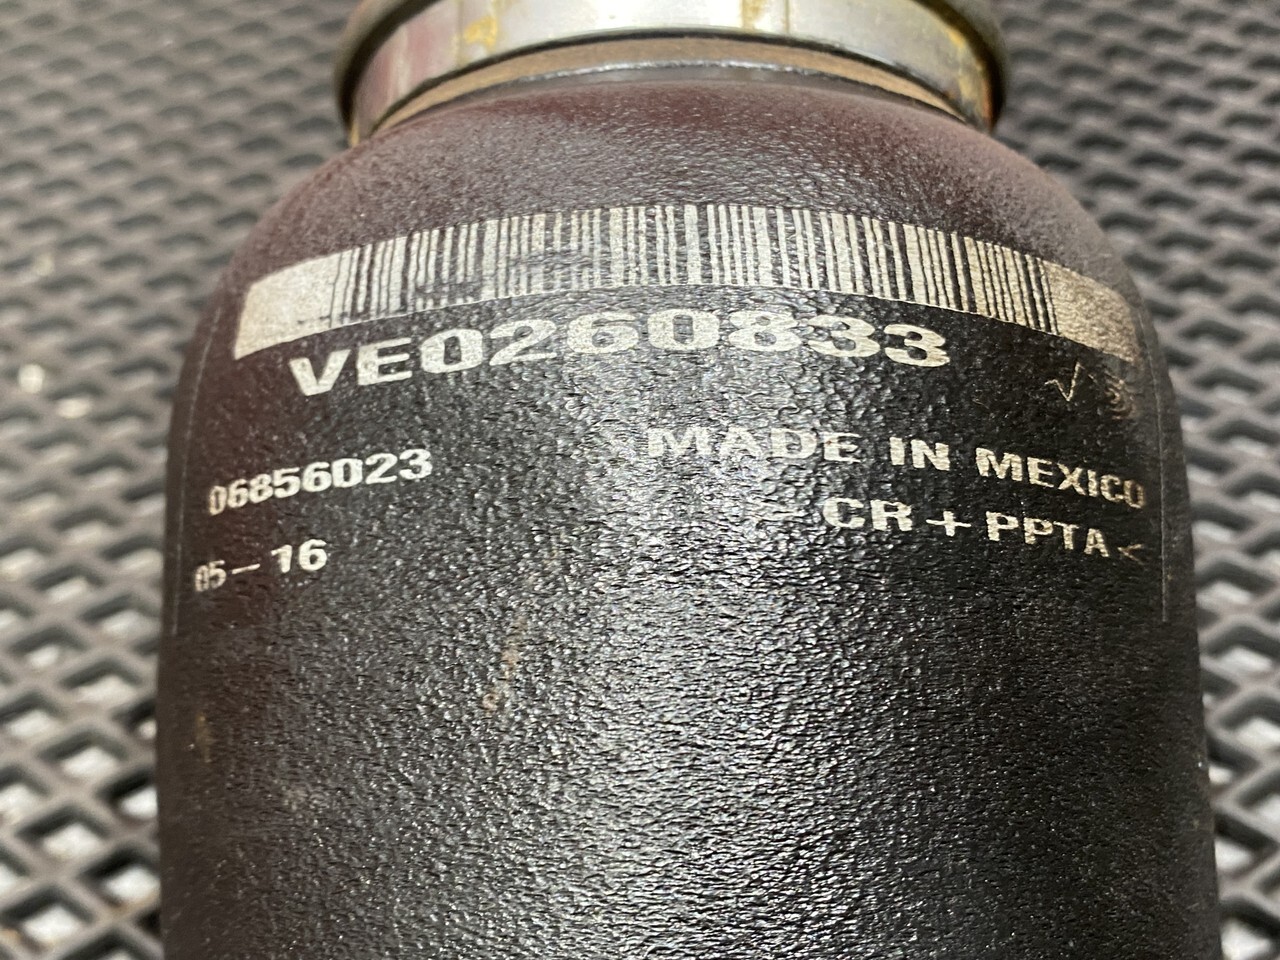 VE0260833
06856023
MADE IN MEXICO
05-16
CR+PPTA<